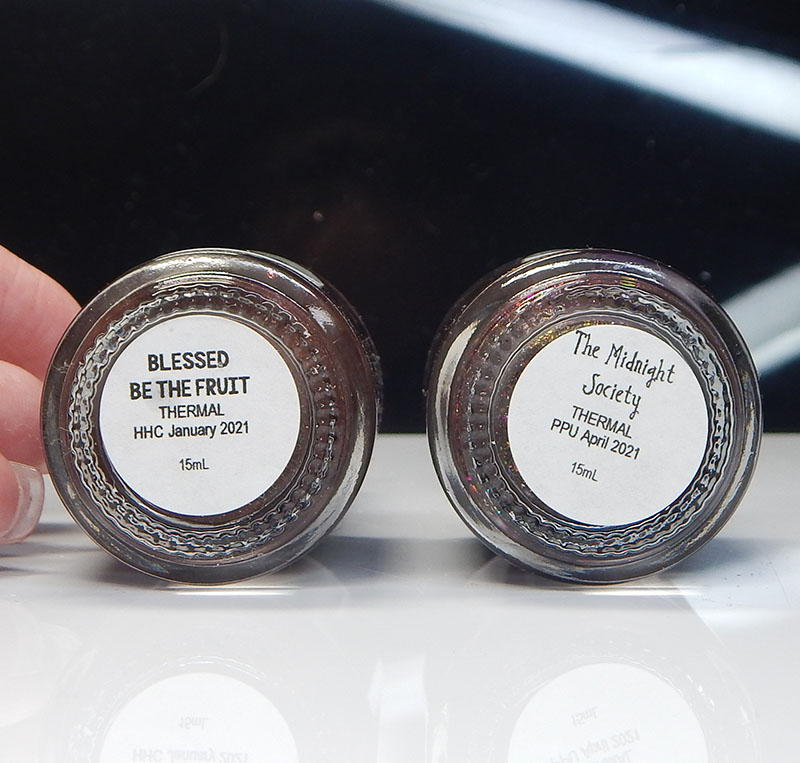 BLESSED
BE THE FRUIT
THERMAL
HHC January 2021
15mL
The Midnight
Society
THERMAL
PPU April 2021
15mL